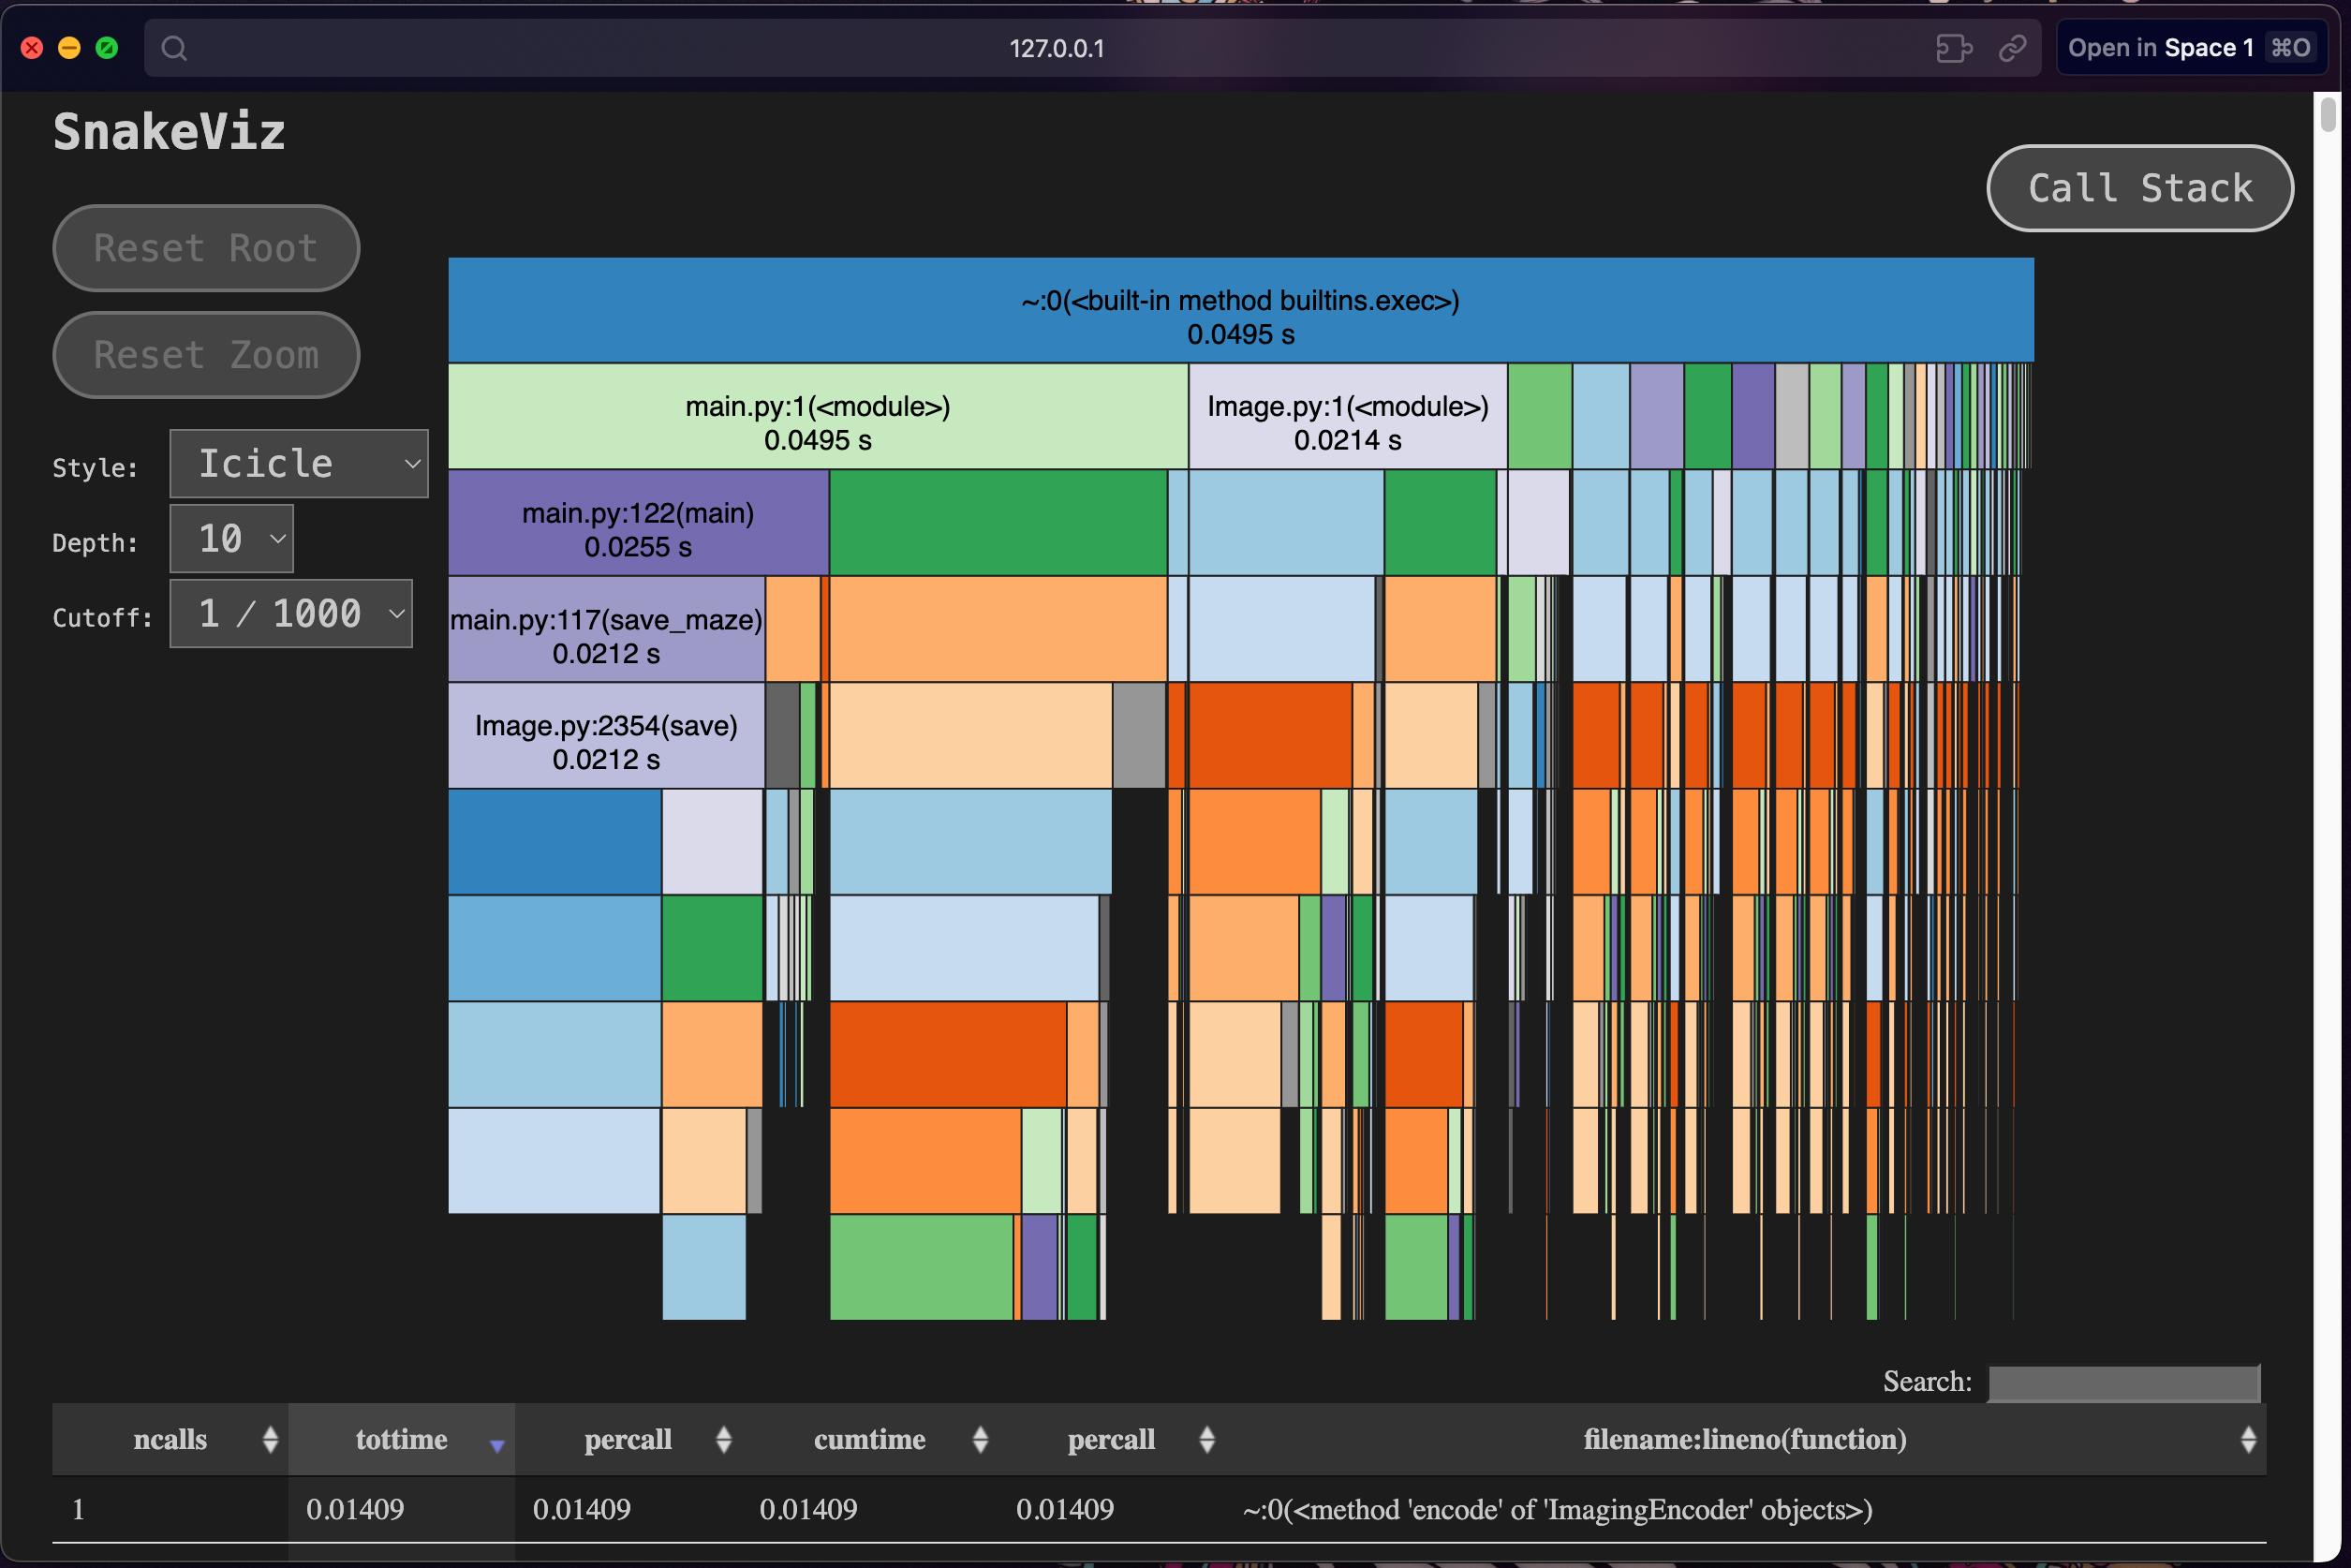 127.0.0.1
Open in Space 1 ⌘O
SnakeViz
Call Stack
Reset Root
Reset Zoom
Style: Icicle
Depth: 10
Cutoff: 1 / 1000
~:0(<built-in method builtins.exec>)
0.0495 s
main.py:1(<module>)
0.0495 s
Image.py:1(<module>)
0.0214 s
main.py:122(main)
0.0255 s
main.py:117(save_maze)
0.0212 s
Image.py:2354(save)
0.0212 s
Search:
ncalls tottime percall cumtime percall filename:lineno(function)
1 0.01409 0.01409 0.01409 0.01409 ~:0(<method 'encode' of 'ImagingEncoder' objects>)